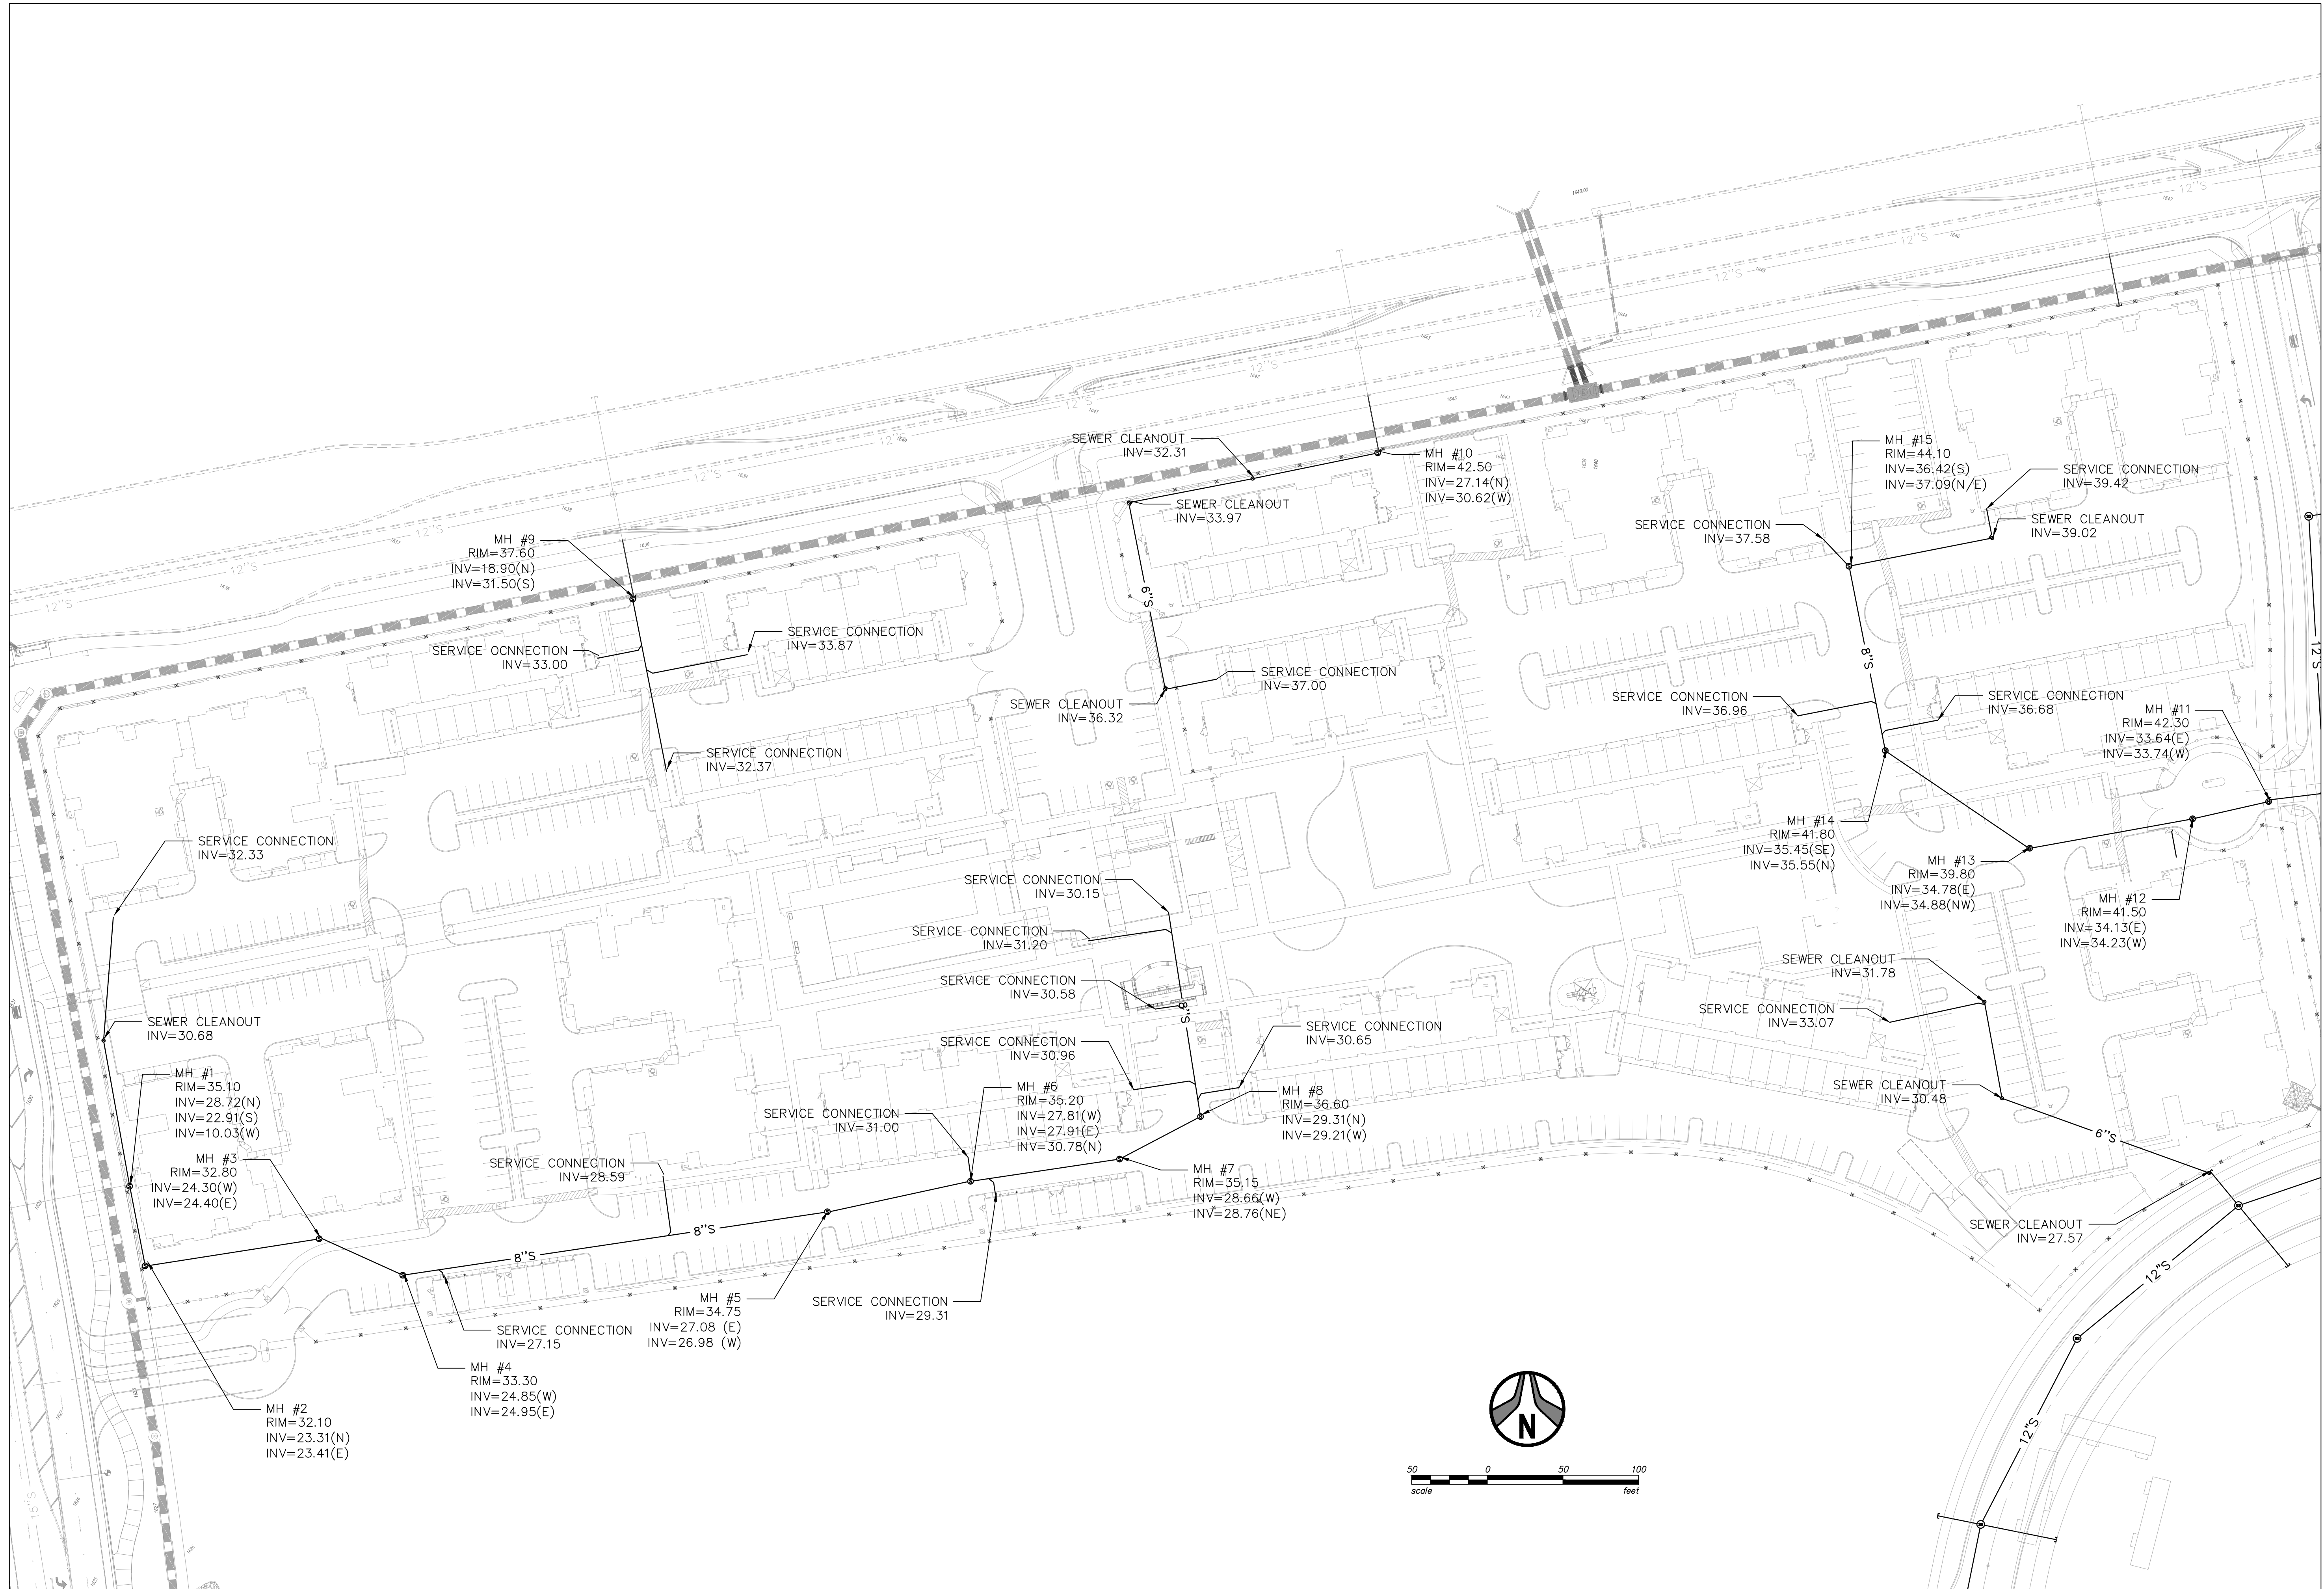 12"S
12"S
12"S
12"S
12"S
12"S
12"S
12"S
12"S
12"S
12"S
12"S
15"S
SEWER CLEANOUT
INV=32.31
MH #10
RIM=42.50
INV=27.14(N)
INV=30.62(W)
MH #15
RIM=44.10
INV=36.42(S)
INV=37.09(N/E)
SERVICE CONNECTION
INV=39.42
SEWER CLEANOUT
INV=33.97
SERVICE CONNECTION
INV=37.58
SEWER CLEANOUT
INV=39.02
MH #9
RIM=37.60
INV=18.90(N)
INV=31.50(S)
6"S
SERVICE OCNNECTION
INV=33.00
SERVICE CONNECTION
INV=33.87
8"S
12"S
SERVICE CONNECTION
INV=37.00
SEWER CLEANOUT
INV=36.32
SERVICE CONNECTION
INV=36.96
SERVICE CONNECTION
INV=36.68
MH #11
RIM=42.30
INV=33.64(E)
INV=33.74(W)
SERVICE CONNECTION
INV=32.37
MH #14
RIM=41.80
INV=35.45(SE)
INV=35.55(N)
SERVICE CONNECTION
INV=32.33
MH #13
RIM=39.80
INV=34.78(E)
INV=34.88(NW)
SERVICE CONNECTION
INV=30.15
MH #12
RIM=41.50
INV=34.13(E)
INV=34.23(W)
SERVICE CONNECTION
INV=31.20
SERVICE CONNECTION
INV=30.58
8"S
SEWER CLEANOUT
INV=31.78
SERVICE CONNECTION
INV=33.07
SEWER CLEANOUT
INV=30.68
SERVICE CONNECTION
INV=30.96
SERVICE CONNECTION
INV=30.65
MH #1
RIM=35.10
INV=28.72(N)
INV=22.91(S)
INV=10.03(W)
MH #6
RIM=35.20
INV=27.81(W)
INV=27.91(E)
INV=30.78(N)
MH #8
RIM=36.60
INV=29.31(N)
INV=29.21(W)
SEWER CLEANOUT
INV=30.48
SERVICE CONNECTION
INV=31.00
6"S
MH #3
RIM=32.80
INV=24.30(W)
INV=24.40(E)
SERVICE CONNECTION
INV=28.59
MH #7
RIM=35.15
INV=28.66(W)
INV=28.76(NE)
SEWER CLEANOUT
INV=27.57
8"S
8"S
12"S
MH #5
RIM=34.75
INV=27.08 (E)
INV=26.98 (W)
SERVICE CONNECTION
INV=29.31
SERVICE CONNECTION
INV=27.15
MH #4
RIM=33.30
INV=24.85(W)
INV=24.95(E)
MH #2
RIM=32.10
INV=23.31(N)
INV=23.41(E)
12"S
N
50 0 50 100
scale feet